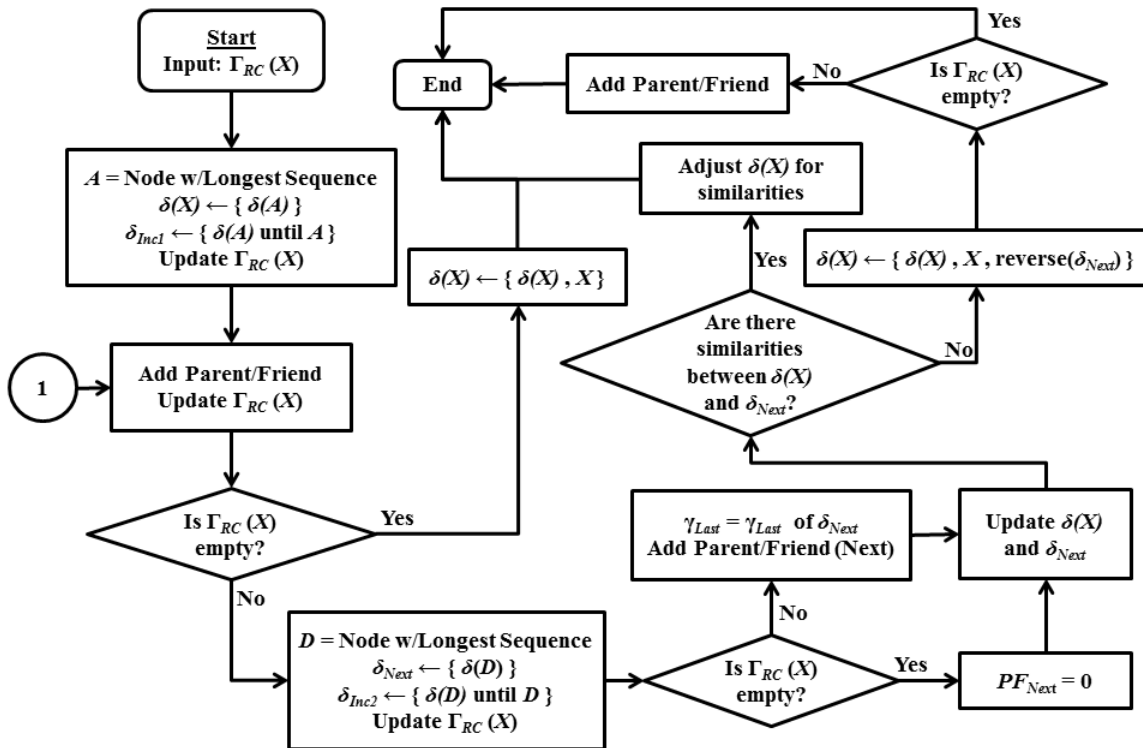 Start
Input: Γ_RC (X)
A = Node w/Longest Sequence
δ(X) ← { δ(A) }
δ_Inc1 ← { δ(A) until A }
Update Γ_RC (X)
1
Add Parent/Friend
Update Γ_RC (X)
Is Γ_RC (X)
empty?
Yes
No
δ(X) ← { δ(X) , X }
D = Node w/Longest Sequence
δ_Next ← { δ(D) }
δ_Inc2 ← { δ(D) until D }
Update Γ_RC (X)
Is Γ_RC (X)
empty?
No
Yes
γ_Last = γ_Last of δ_Next
Add Parent/Friend (Next)
PF_Next = 0
Update δ(X)
and δ_Next
Are there
similarities
between δ(X)
and δ_Next?
Yes
No
Adjust δ(X) for
similarities
δ(X) ← { δ(X) , X , reverse(δ_Next) }
Is Γ_RC (X)
empty?
Yes
No
Add Parent/Friend
End